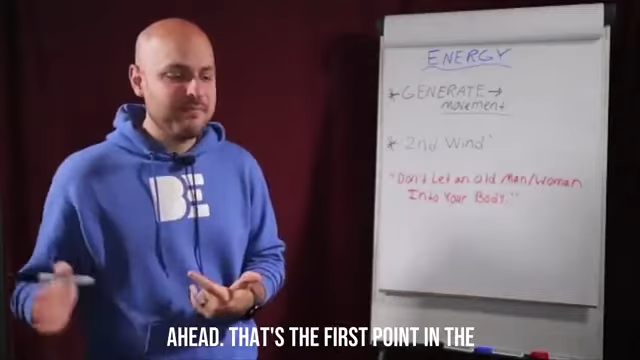 ENERGY
* GENERATE →
movement
* 2nd Wind"
"Don't Let an old Man/Woman
Into Your Body."
BE
AHEAD. THAT'S THE FIRST POINT IN THE